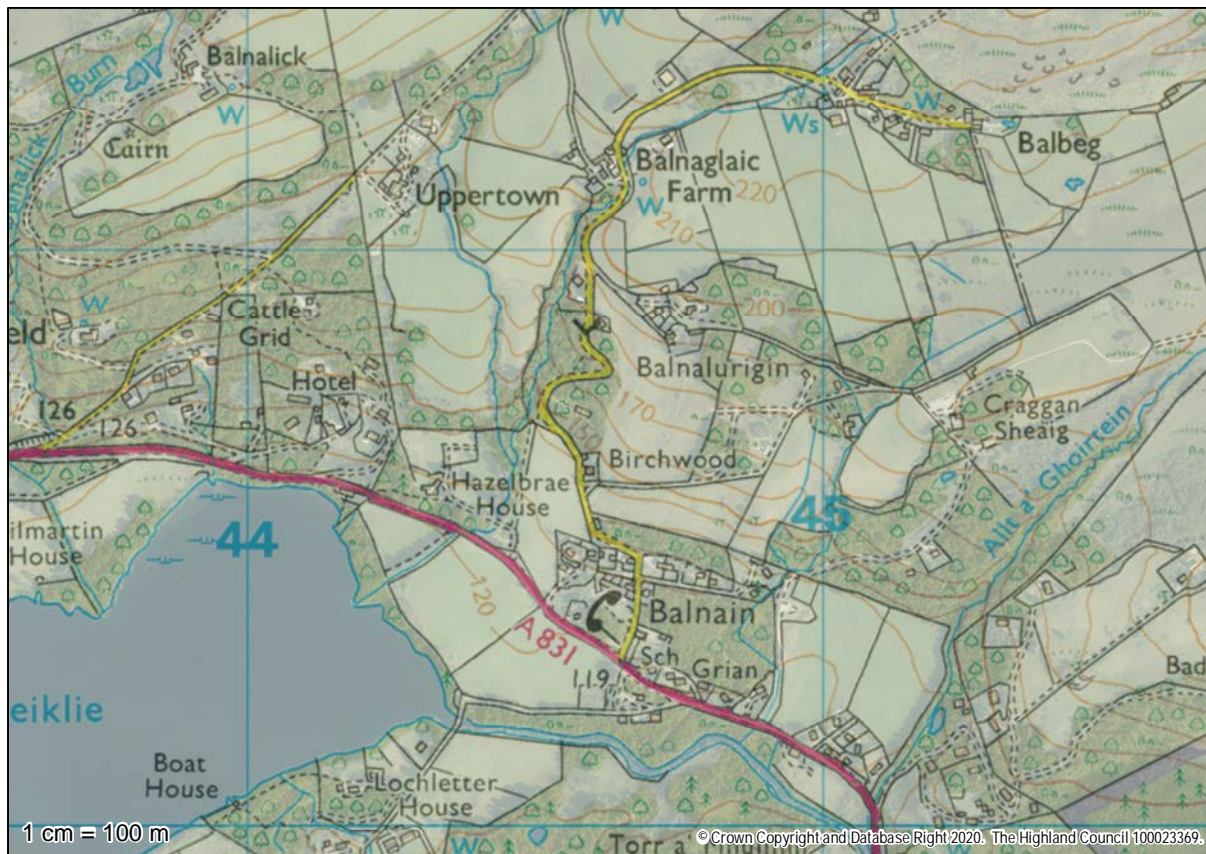 W
Balnalick
Burn
W
Cairn
Uppertown
Balnaglaic
Farm
W
Ws
W
Balbeg
220
210
200
Cattle
Grid
W
eld
Hotel
126
126
Balnalurigin
170
Craggan
Sheaig
Birchwood
Hazelbrae
House
ilmartin
House
44
45
Allt a' Ghoirtein
120
Balnain
A 831
Sch
Grian
119
Bad
eiklie
Boat
House
Lochletter
House
W
W
1 cm = 100 m
© Crown Copyright and Database Right 2020. The Highland Council 100023369.